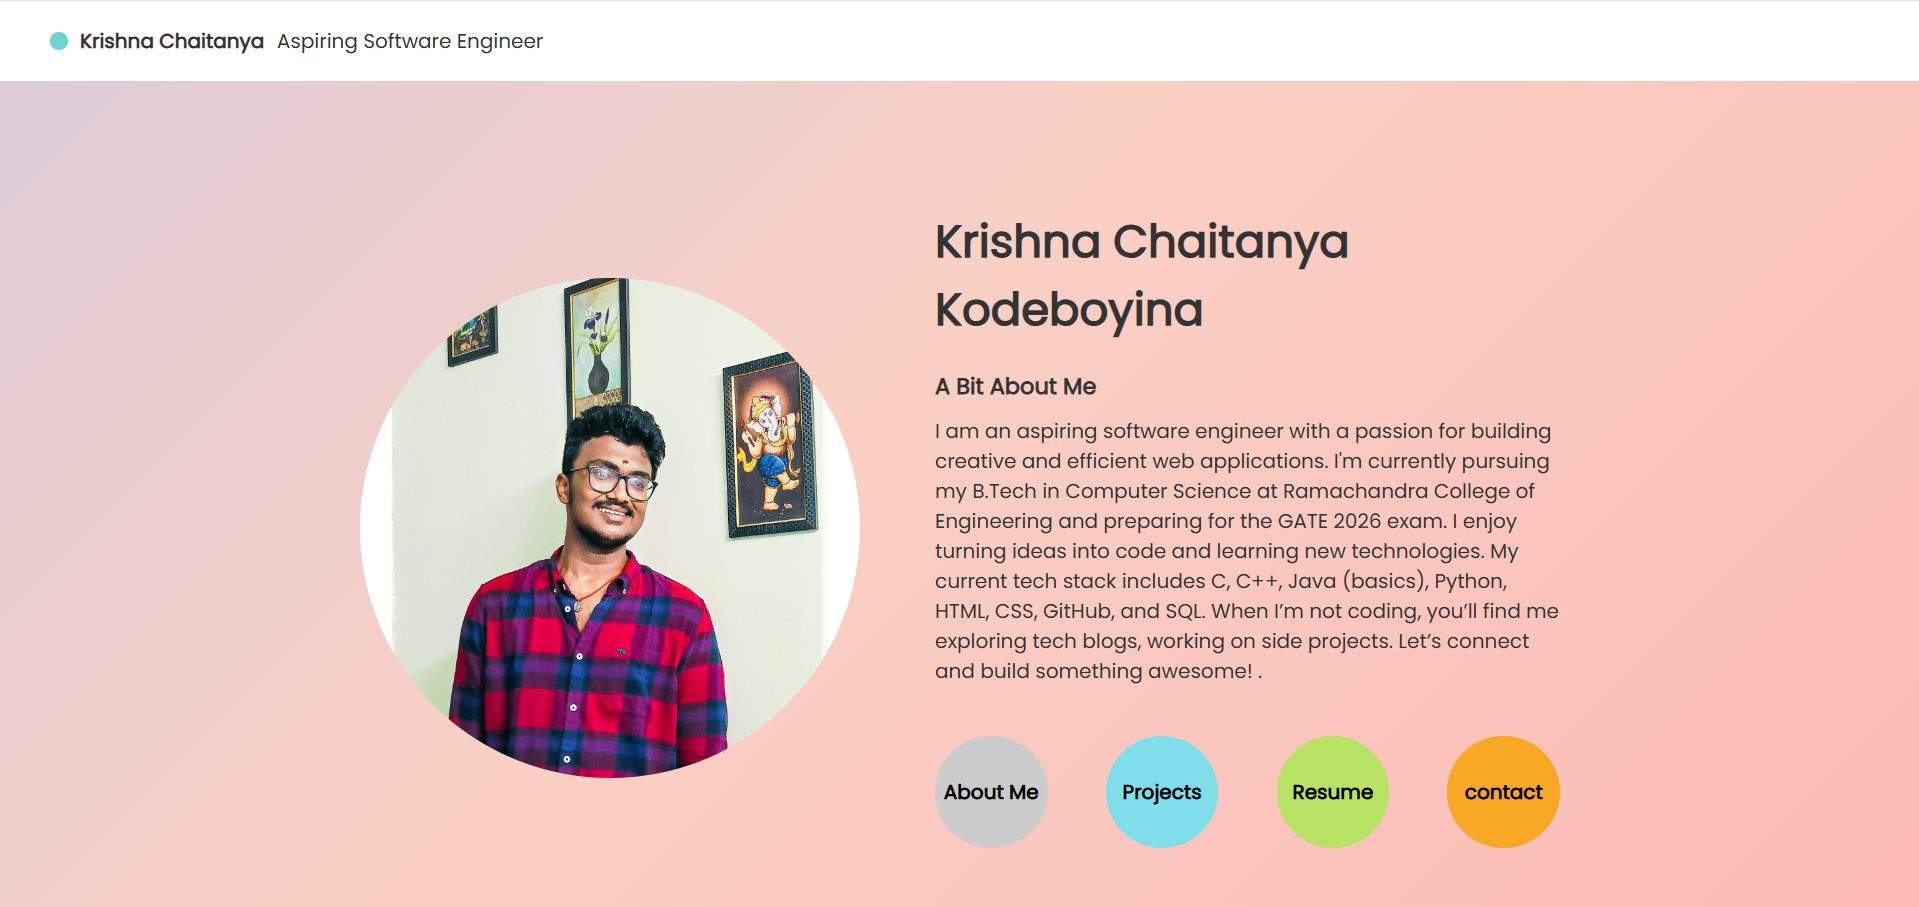 Krishna Chaitanya Aspiring Software Engineer
Krishna Chaitanya
Kodeboyina
A Bit About Me
I am an aspiring software engineer with a passion for building
creative and efficient web applications. I'm currently pursuing
my B.Tech in Computer Science at Ramachandra College of
Engineering and preparing for the GATE 2026 exam. I enjoy
turning ideas into code and learning new technologies. My
current tech stack includes C, C++, Java (basics), Python,
HTML, CSS, GitHub, and SQL. When I’m not coding, you’ll find me
exploring tech blogs, working on side projects. Let’s connect
and build something awesome! .
About Me
Projects
Resume
contact